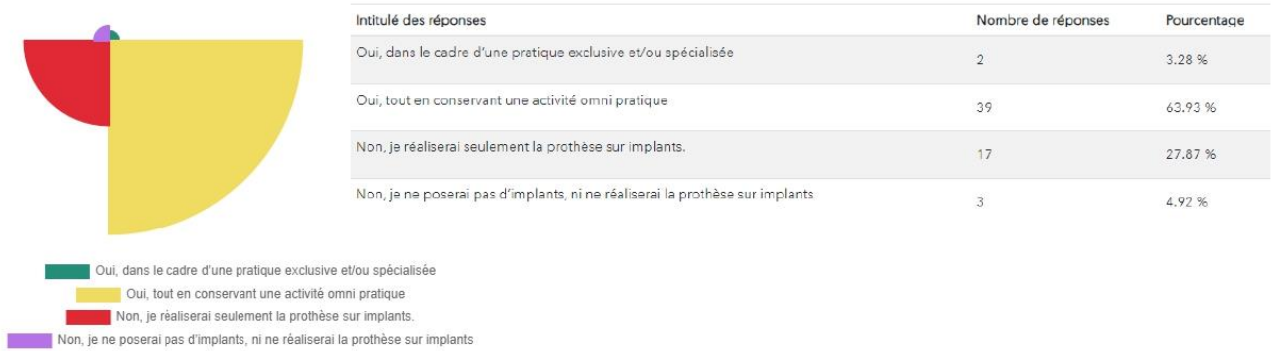 Intitulé des réponses Nombre de réponses Pourcentage
Oui, dans le cadre d'une pratique exclusive et/ou spécialisée 2 3.28 %
Oui, tout en conservant une activité omni pratique 39 63.93 %
Non, je réaliserai seulement la prothèse sur implants. 17 27.87 %
Non, je ne poserai pas d'implants, ni ne réaliserai la prothèse sur implants 3 4.92 %
Oui, dans le cadre d'une pratique exclusive et/ou spécialisée
Oui, tout en conservant une activité omni pratique
Non, je réaliserai seulement la prothèse sur implants.
Non, je ne poserai pas d'implants, ni ne réaliserai la prothèse sur implants